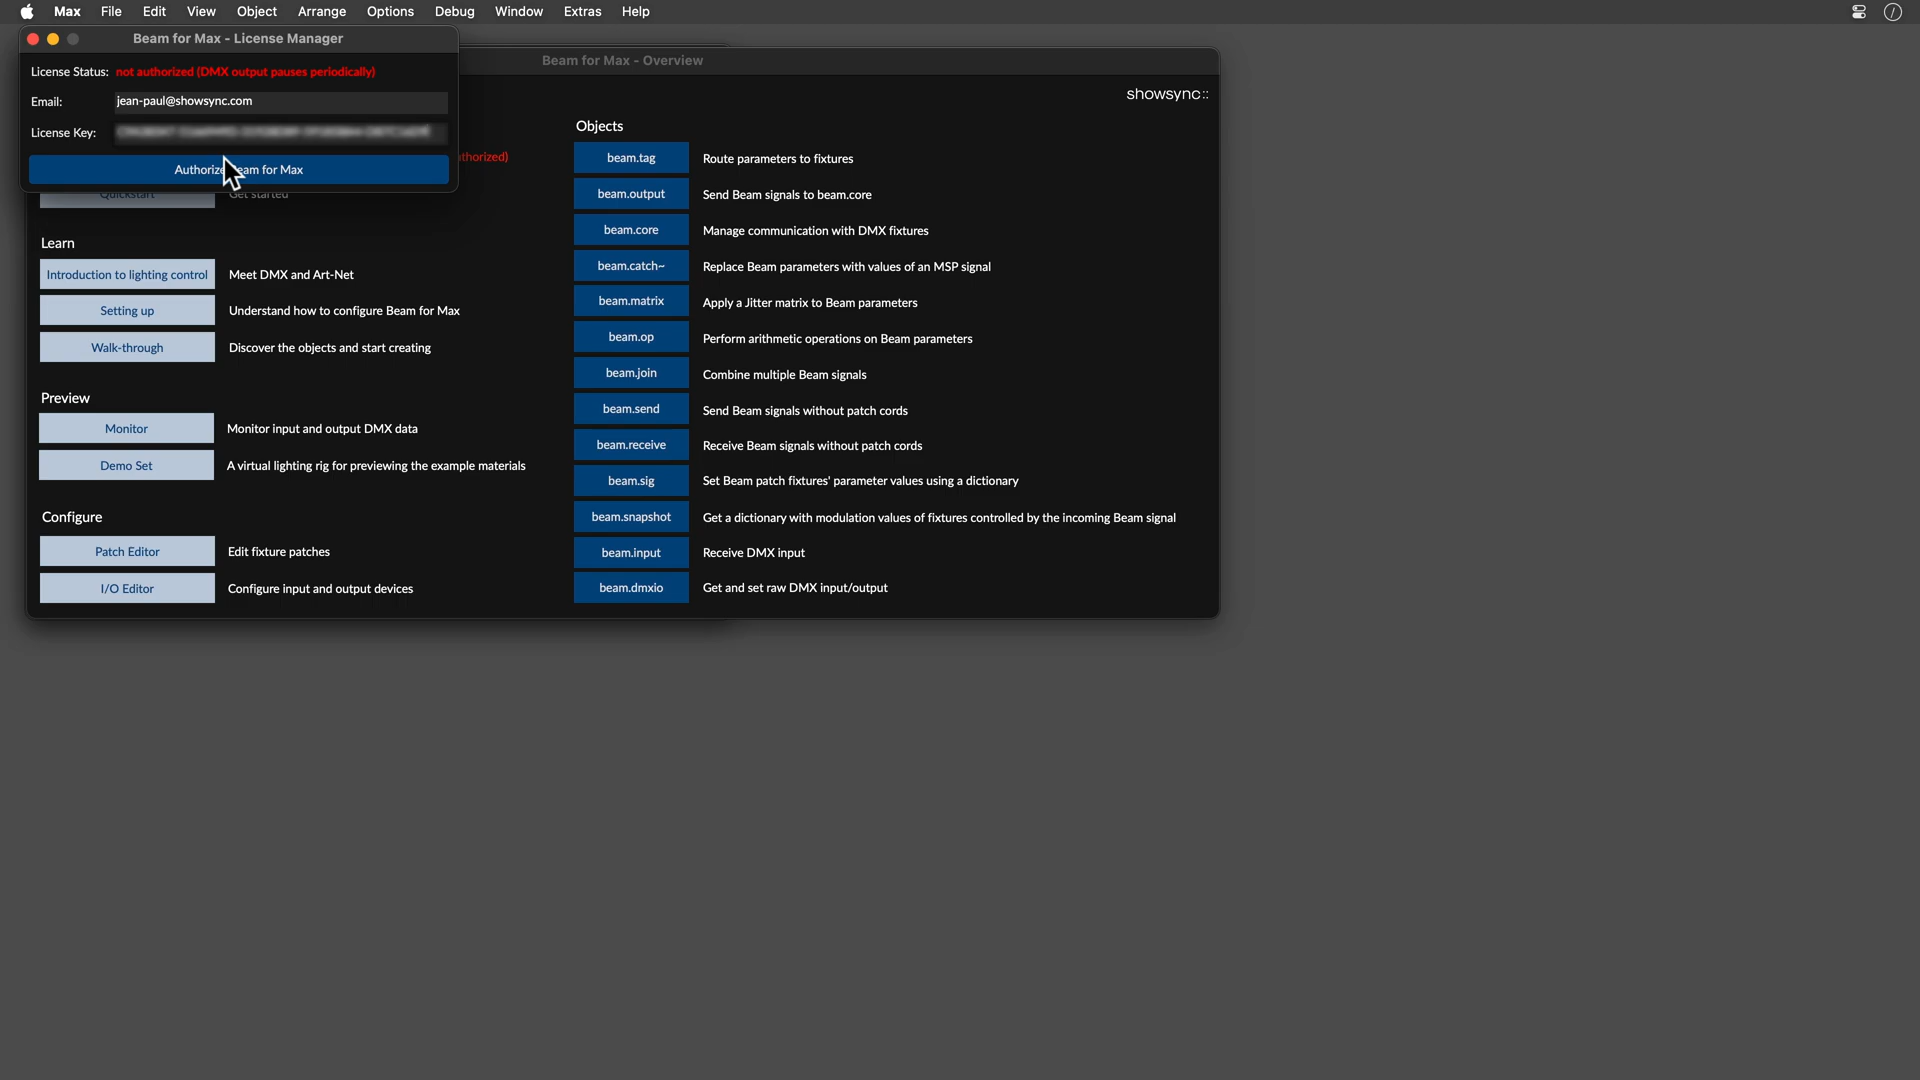 Max File Edit View Object Arrange Options Debug Window Extras Help
Beam for Max - License Manager
License Status: not authorized (DMX output pauses periodically)
Email: jean-paul@showsync.com
License Key:
Authorize Beam for Max
Beam for Max - Overview
showsync::
thorized)
Quickstart Get started
Learn
Introduction to lighting control Meet DMX and Art-Net
Setting up Understand how to configure Beam for Max
Walk-through Discover the objects and start creating
Preview
Monitor Monitor input and output DMX data
Demo Set A virtual lighting rig for previewing the example materials
Configure
Patch Editor Edit fixture patches
I/O Editor Configure input and output devices
Objects
beam.tag Route parameters to fixtures
beam.output Send Beam signals to beam.core
beam.core Manage communication with DMX fixtures
beam.catch~ Replace Beam parameters with values of an MSP signal
beam.matrix Apply a Jitter matrix to Beam parameters
beam.op Perform arithmetic operations on Beam parameters
beam.join Combine multiple Beam signals
beam.send Send Beam signals without patch cords
beam.receive Receive Beam signals without patch cords
beam.sig Set Beam patch fixtures' parameter values using a dictionary
beam.snapshot Get a dictionary with modulation values of fixtures controlled by the incoming Beam signal
beam.input Receive DMX input
beam.dmxio Get and set raw DMX input/output